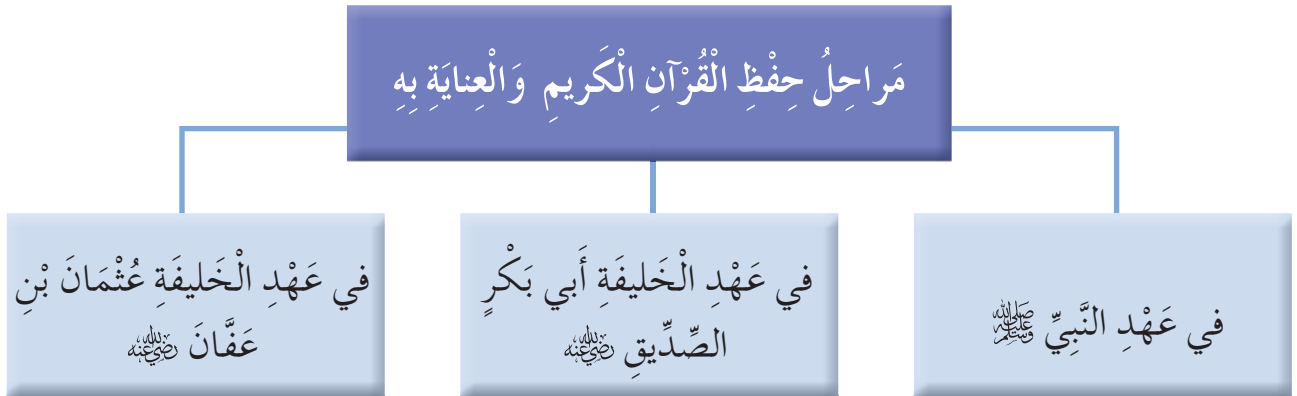 مَراحِلُ حِفْظِ الْقُرْآنِ الْكَريمِ وَالْعِنايَةِ بِهِ
في عَهْدِ النَّبِيِّ ﷺ
في عَهْدِ الْخَليفَةِ أَبي بَكْرٍ
الصِّدِّيقِ رضي الله عنه
في عَهْدِ الْخَليفَةِ عُثْمَانَ بْنِ
عَفَّانَ رضي الله عنه